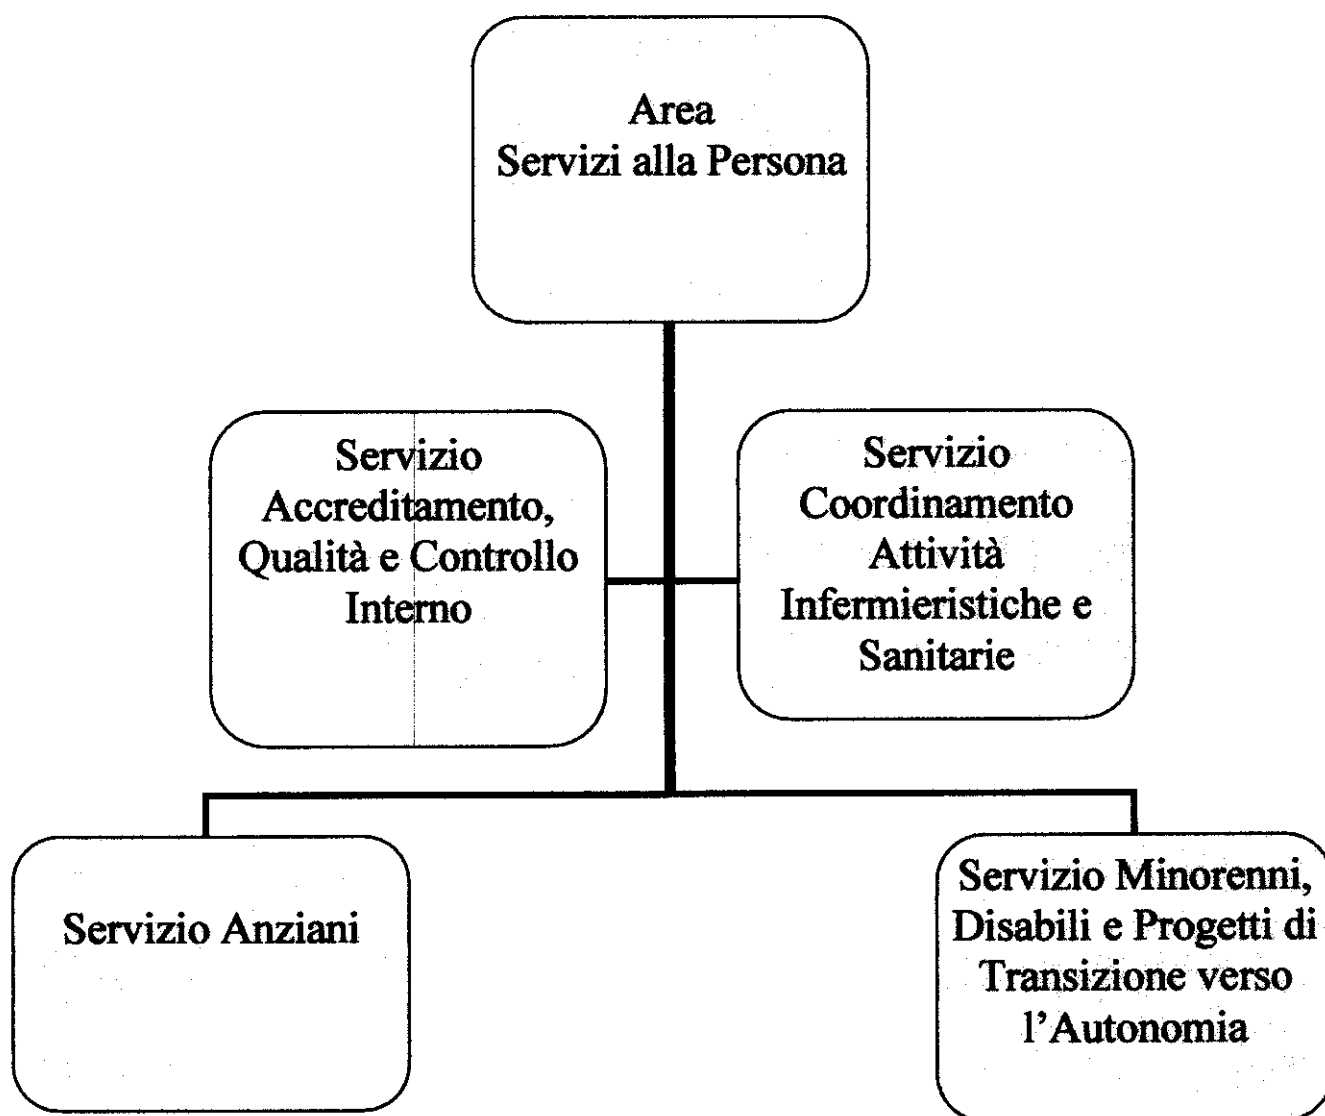 Area
Servizi alla Persona
Servizio
Accreditamento,
Qualità e Controllo
Interno
Servizio
Coordinamento
Attività
Infermieristiche e
Sanitarie
Servizio Anziani
Servizio Minorenni,
Disabili e Progetti di
Transizione verso
l'Autonomia